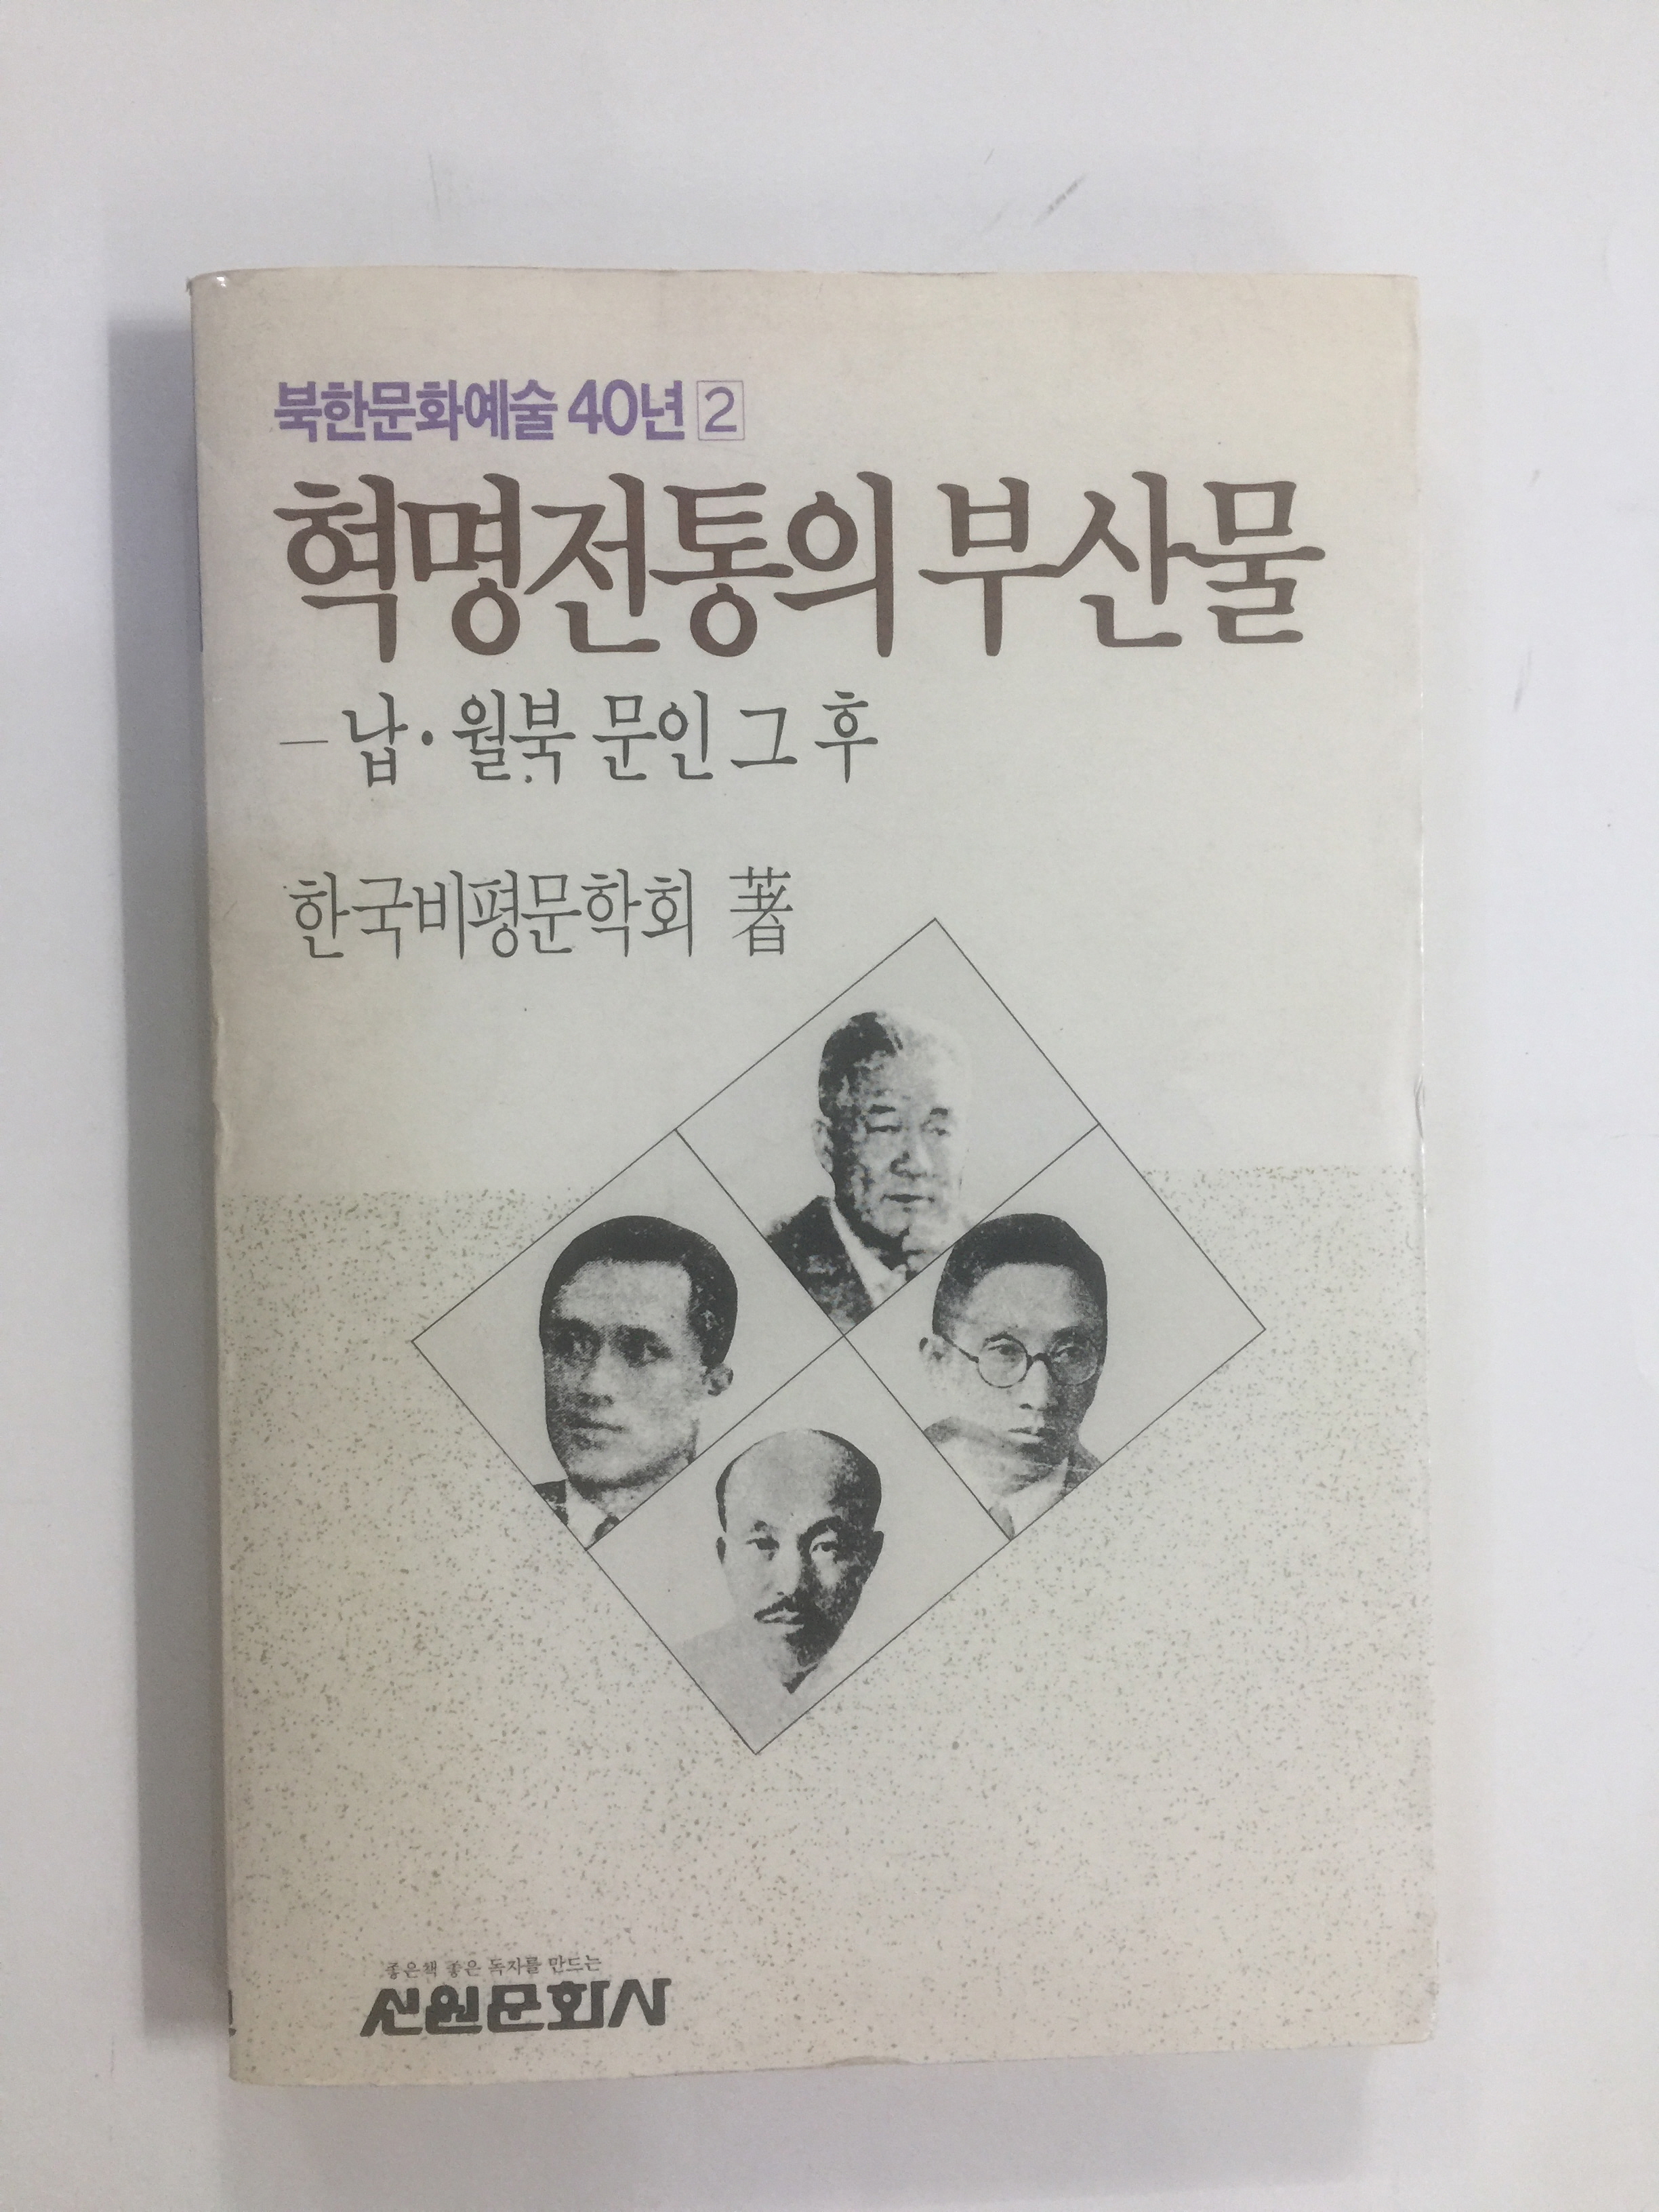 북한문화예술 40년 2
혁명전통의 부산물
― 납·월북 문인 그 후
한국비평문학회 著
좋은책 좋은 독자를 만드는
신원문화사